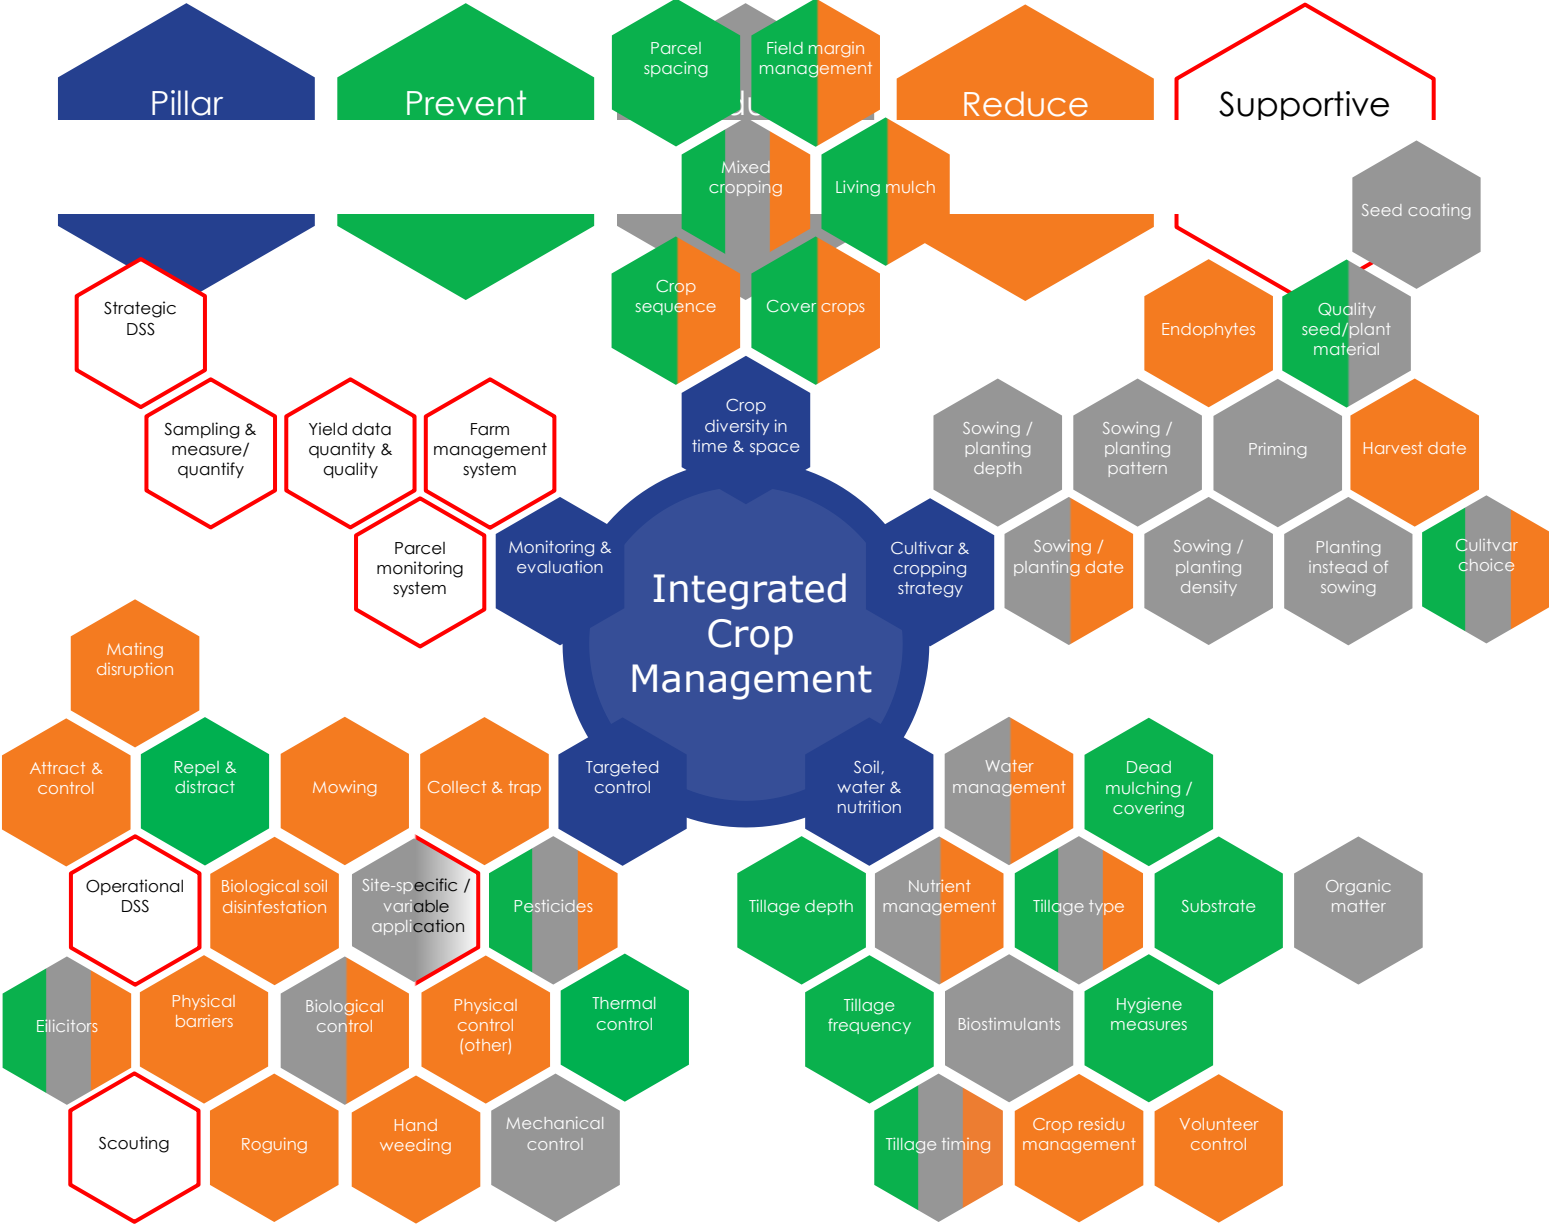 Pillar
Prevent
Reduce
Supportive
Parcel
spacing
Field margin
management
Mixed
cropping
Living mulch
Crop
sequence
Cover crops
Seed coating
Endophytes
Quality
seed/plant
material
Strategic
DSS
Sampling &
measure/
quantify
Yield data
quantity &
quality
Farm
management
system
Parcel
monitoring
system
Monitoring &
evaluation
Crop
diversity in
time & space
Cultivar &
cropping
strategy
Sowing /
planting
depth
Sowing /
planting
pattern
Priming
Harvest date
Sowing /
planting date
Sowing /
planting
density
Planting
instead of
sowing
Culitvar
choice
Integrated
Crop
Management
Mating
disruption
Attract &
control
Repel &
distract
Mowing
Collect & trap
Targeted
control
Operational
DSS
Biological soil
disinfestation
Site-specific /
variable
application
Pesticides
Eilicitors
Physical
barriers
Biological
control
Physical
control
(other)
Thermal
control
Scouting
Roguing
Hand
weeding
Mechanical
control
Soil,
water &
nutrition
Water
management
Dead
mulching /
covering
Tillage depth
Nutrient
management
Tillage type
Substrate
Organic
matter
Tillage
frequency
Biostimulants
Hygiene
measures
Tillage timing
Crop residu
management
Volunteer
control